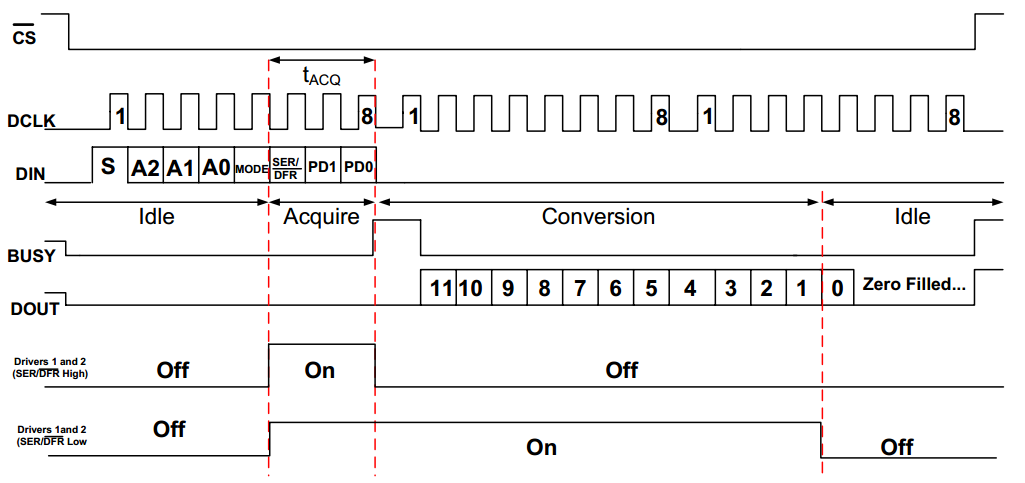 CS
tACQ
DCLK 1 8 1 8 1 8
DIN S A2 A1 A0 MODE SER/DFR PD1 PD0
Idle Acquire Conversion Idle
BUSY
DOUT 11 10 9 8 7 6 5 4 3 2 1 0 Zero Filled...
Drivers 1 and 2
(SER/DFR High)
Off On Off
Drivers 1and 2
(SER/DFR Low
Off On Off